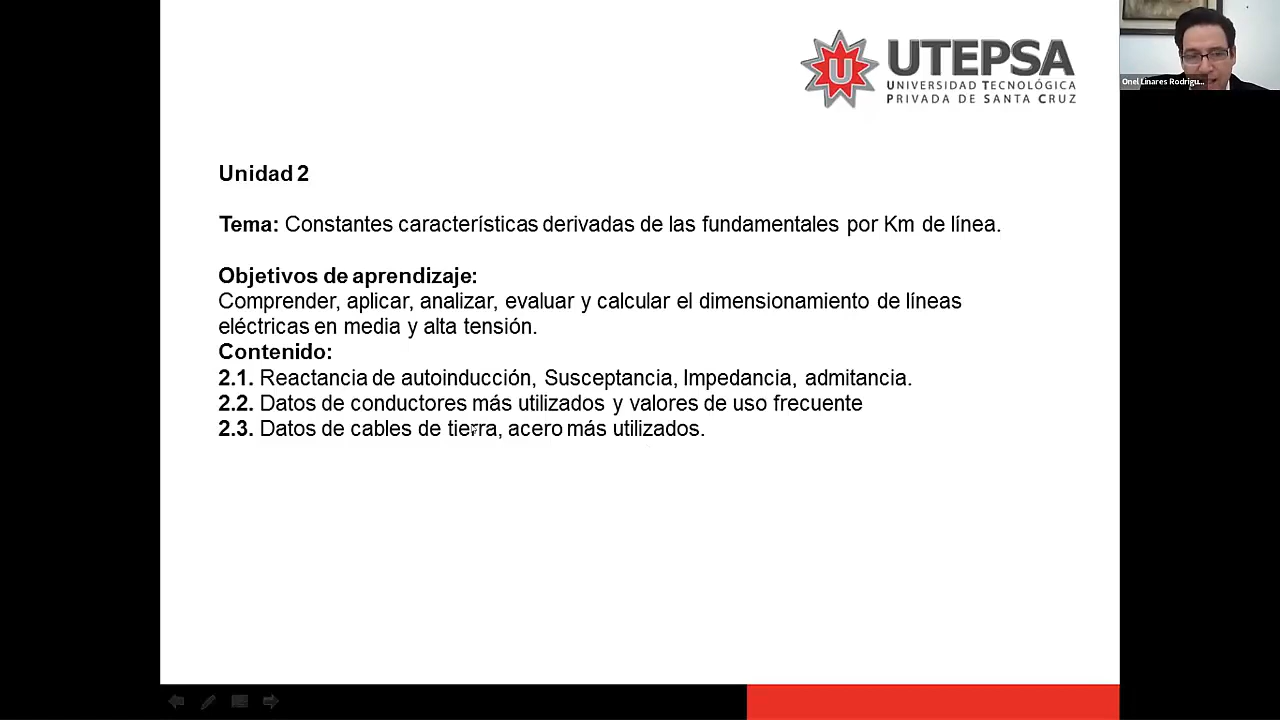 UTEPSA
UNIVERSIDAD TECNOLÓGICA
PRIVADA DE SANTA CRUZ
Onel Linares Rodrigu...
Unidad 2
Tema: Constantes características derivadas de las fundamentales por Km de línea.
Objetivos de aprendizaje:
Comprender, aplicar, analizar, evaluar y calcular el dimensionamiento de líneas
eléctricas en media y alta tensión.
Contenido:
2.1. Reactancia de autoinducción, Susceptancia, Impedancia, admitancia.
2.2. Datos de conductores más utilizados y valores de uso frecuente
2.3. Datos de cables de tierra, acero más utilizados.